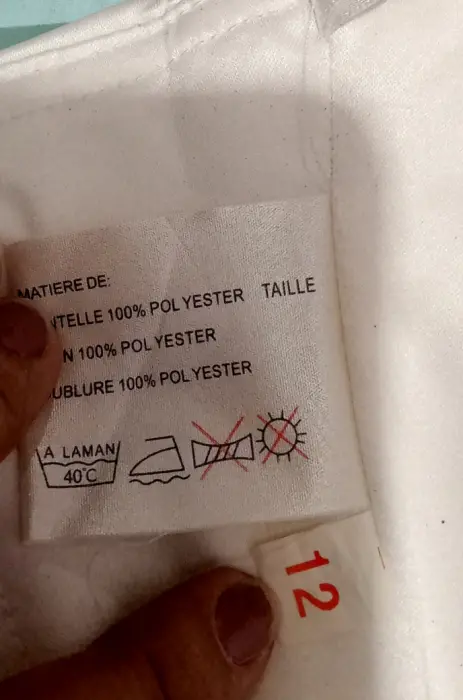 MATIERE DE:
NTELLE 100% POLYESTER TAILLE
N 100% POLYESTER
UBLURE 100% POLYESTER
A LAMAN
40°C
12